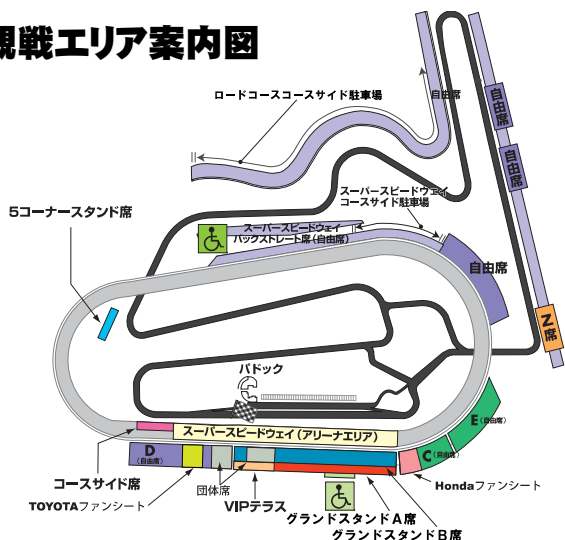 観戦エリア案内図
ロードコースコースサイド駐車場
自由席
自由席
自由席
スーパースピードウェイ
コースサイド駐車場
5コーナースタンド席
スーパースピードウェイ
バックストレート席(自由席)
自由席
Z席
パドック
E(自由席)
スーパースピードウェイ(アリーナエリア)
D
(自由席)
C(自由席)
コースサイド席
団体席
Hondaファンシート
TOYOTAファンシート
VIPテラス
グランドスタンドA席
グランドスタンドB席